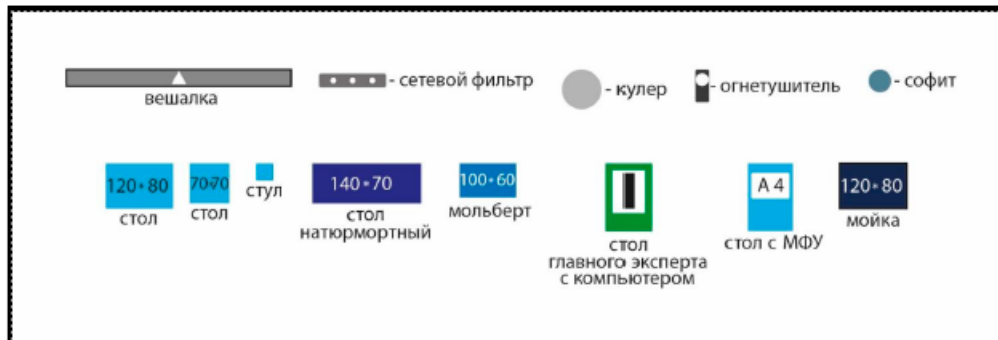 - сетевой фильтр
- кулер
- огнетушитель
- софит
вешалка
120*80
70*70
140*70
100*60
А 4
120*80
стол
стол
стул
стол
натюрмортный
мольберт
стол
главного эксперта
с компьютером
стол с МФУ
мойка